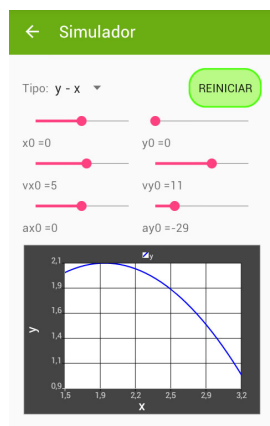 Simulador
Tipo: y - x
REINICIAR
x0 =0 y0 =0
vx0 =5 vy0 =11
ax0 =0 ay0 =-29
y
2,1
1,9
1,6
1,4
1,1
0,9
y
1,5 1,9 2,2 2,5 2,9 3,2
x